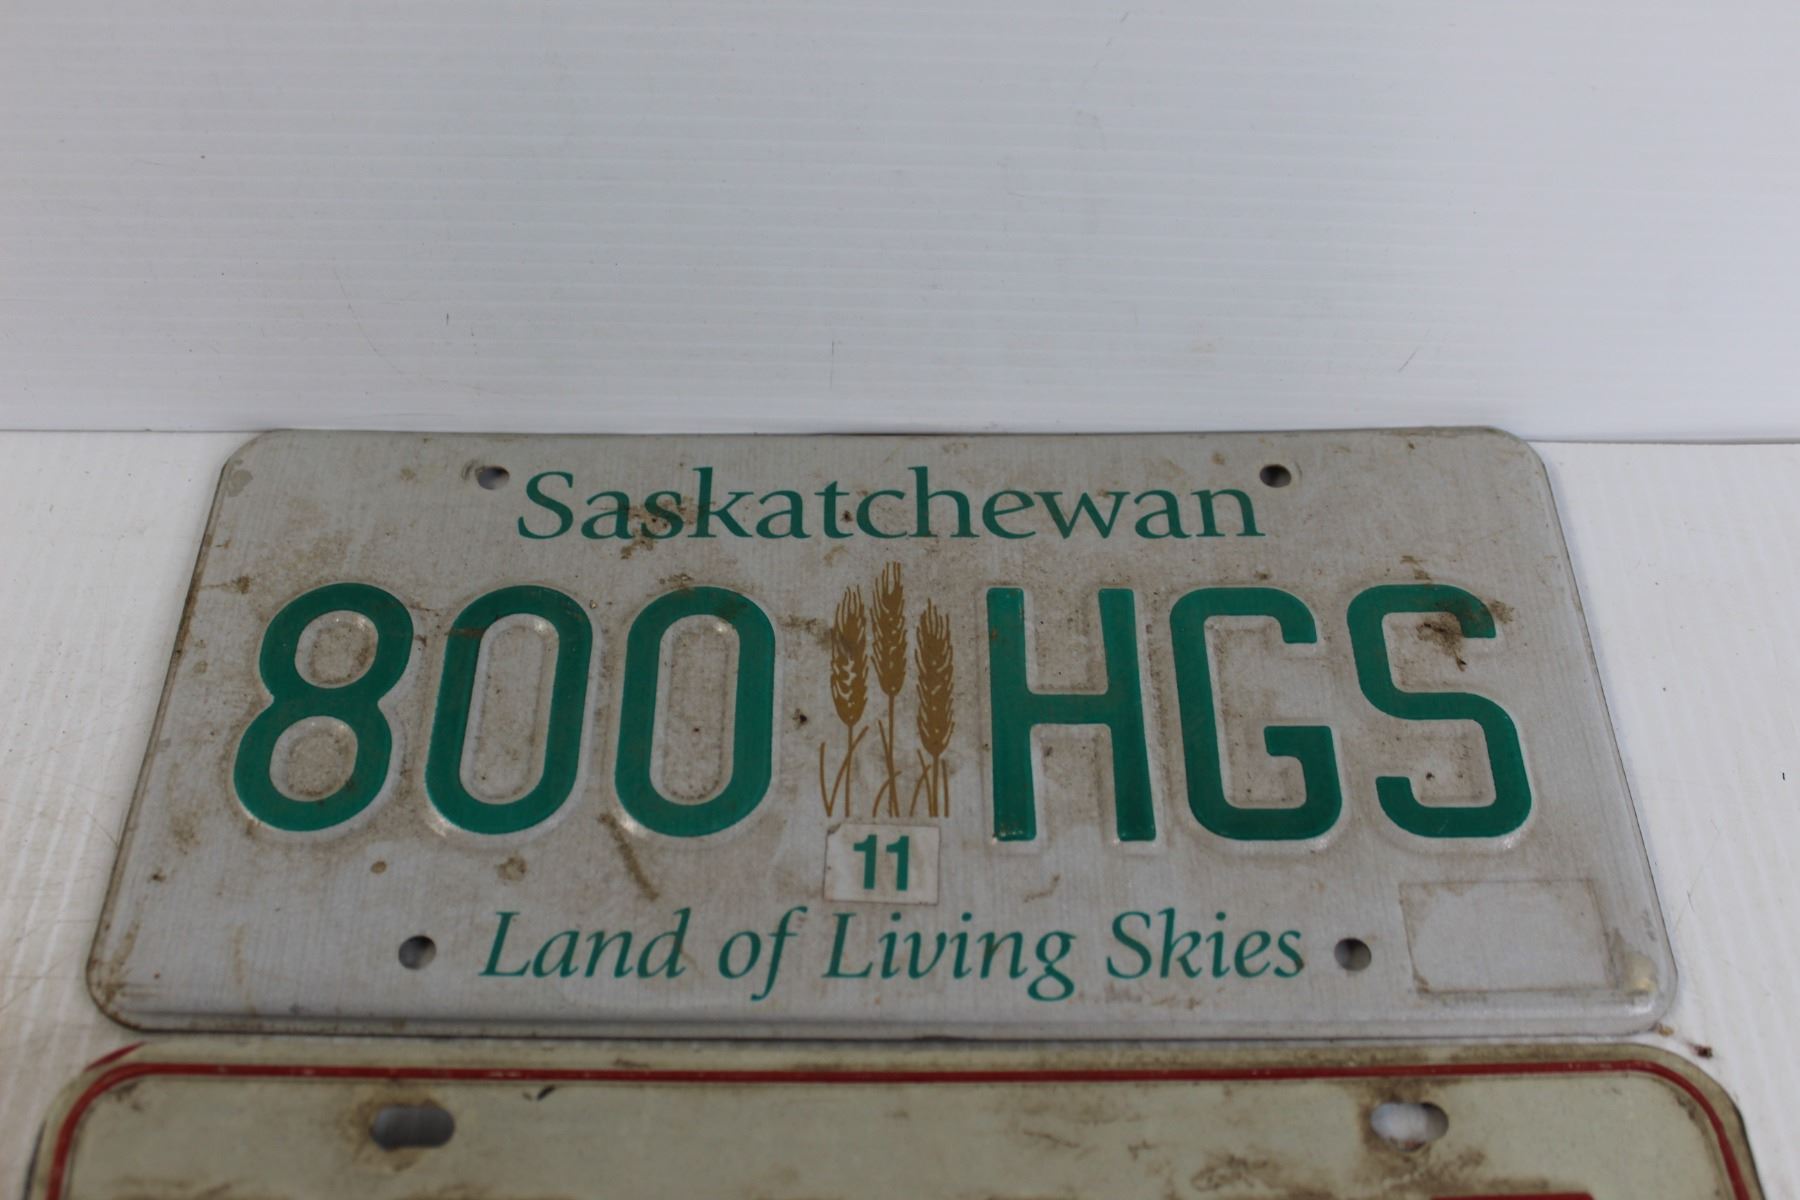 Saskatchewan
800 HGS
11
Land of Living Skies